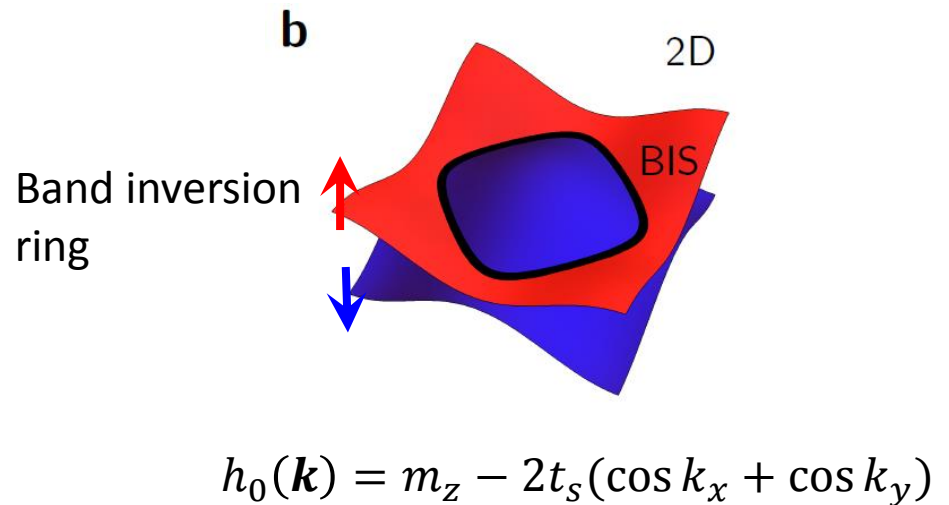 b
2D
BIS
Band inversion
ring
h₀(𝒌) = m_z − 2t_s(cos k_x + cos k_y)